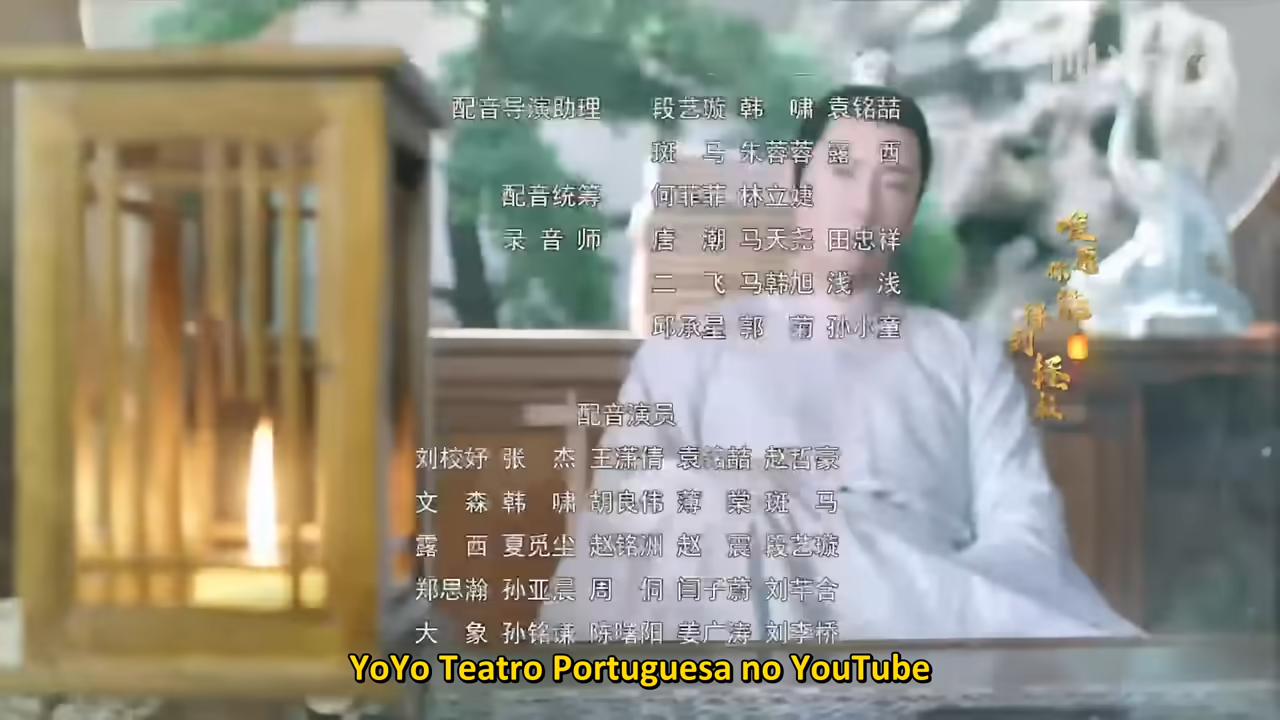 配音导演助理 段艺璇 韩 啸 袁铭喆
斑 马 朱蓉蓉 露 西
配音统筹 何菲菲 林立婕
录 音 师 唐 潮 马天尧 田忠祥
二 飞 马韩旭 浅 浅
邱承星 郭 菊 孙小童
配音演员
刘校妤 张 杰 王潇倩 袁铭喆 赵哲豪
文 森 韩 啸 胡良伟 薄 棠 斑 马
露 西 夏觅尘 赵铭洲 赵 震 段艺璇
郑思瀚 孙亚晨 周 侗 闫子蔚 刘芊含
大 象 孙铭谦 陈曙阳 姜广涛 刘李桥
YoYo Teatro Portuguesa no YouTube